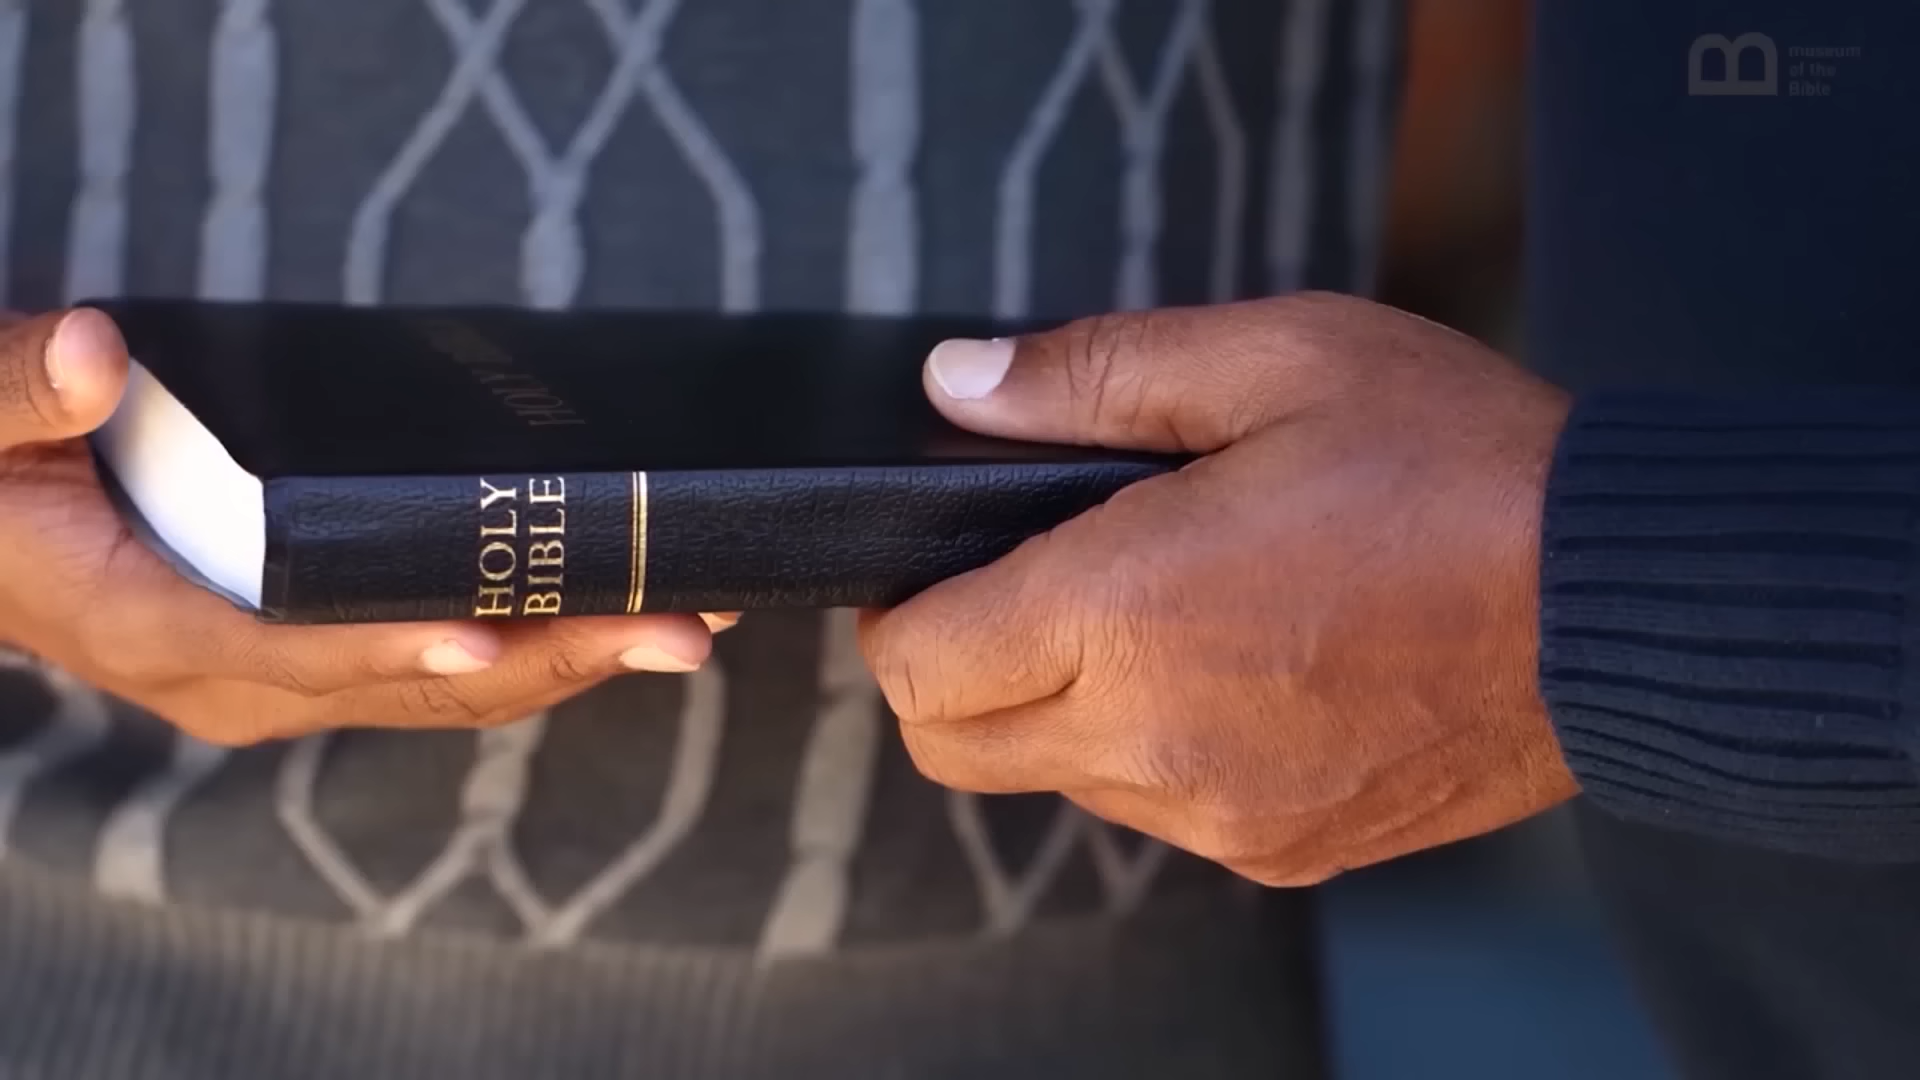 museum
of the
Bible
HOLY
HOLY
BIBLE